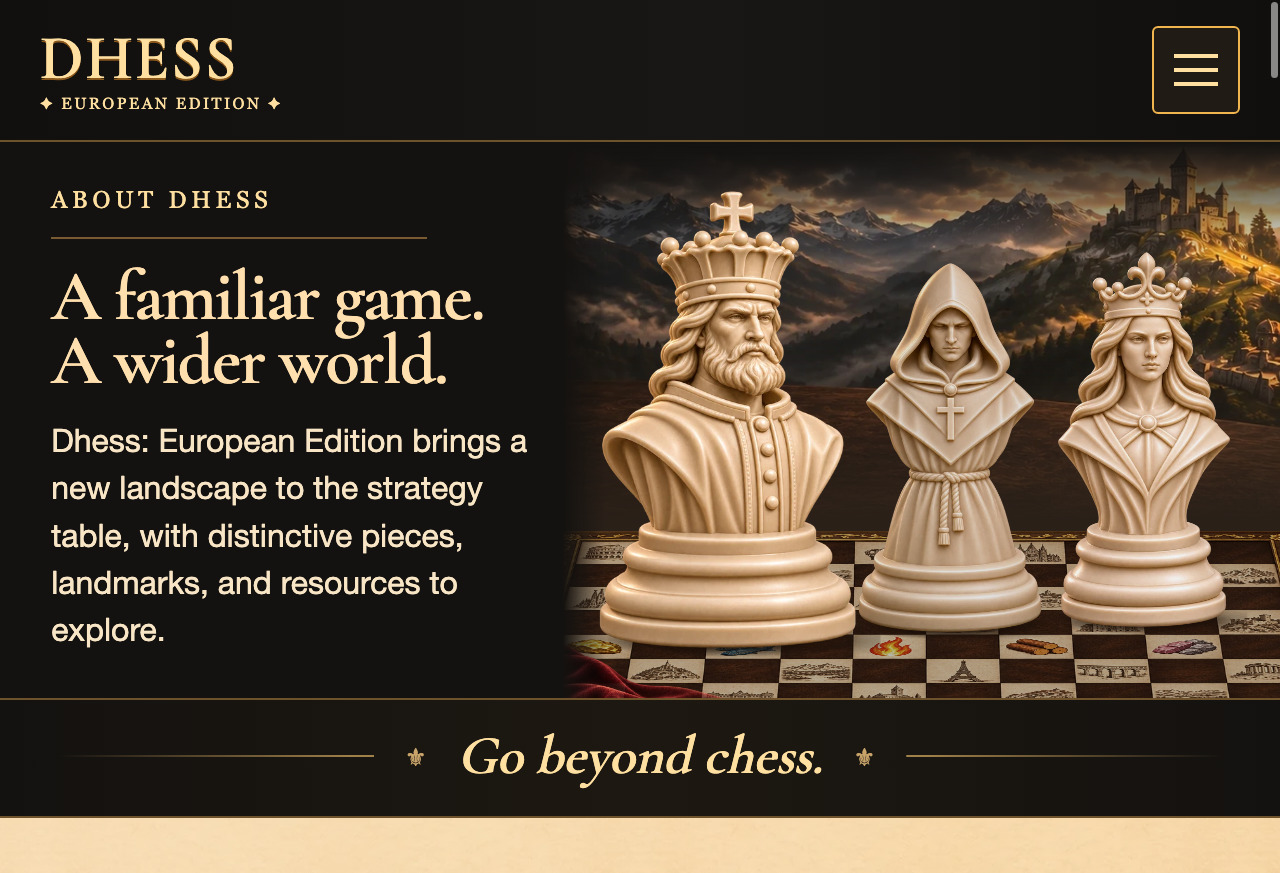 DHESS
✦ EUROPEAN EDITION ✦
ABOUT DHESS
A familiar game.
A wider world.
Dhess: European Edition brings a
new landscape to the strategy
table, with distinctive pieces,
landmarks, and resources to
explore.
Go beyond chess.